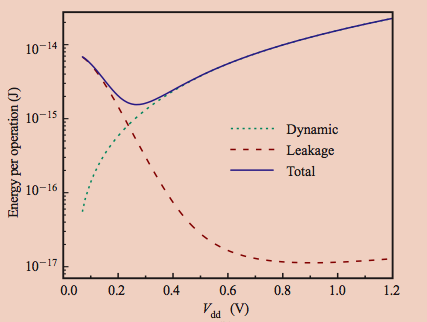 Energy per operation (J)
10−14
10−15
10−16
10−17
Dynamic
Leakage
Total
0.0 0.2 0.4 0.6 0.8 1.0 1.2
Vdd (V)